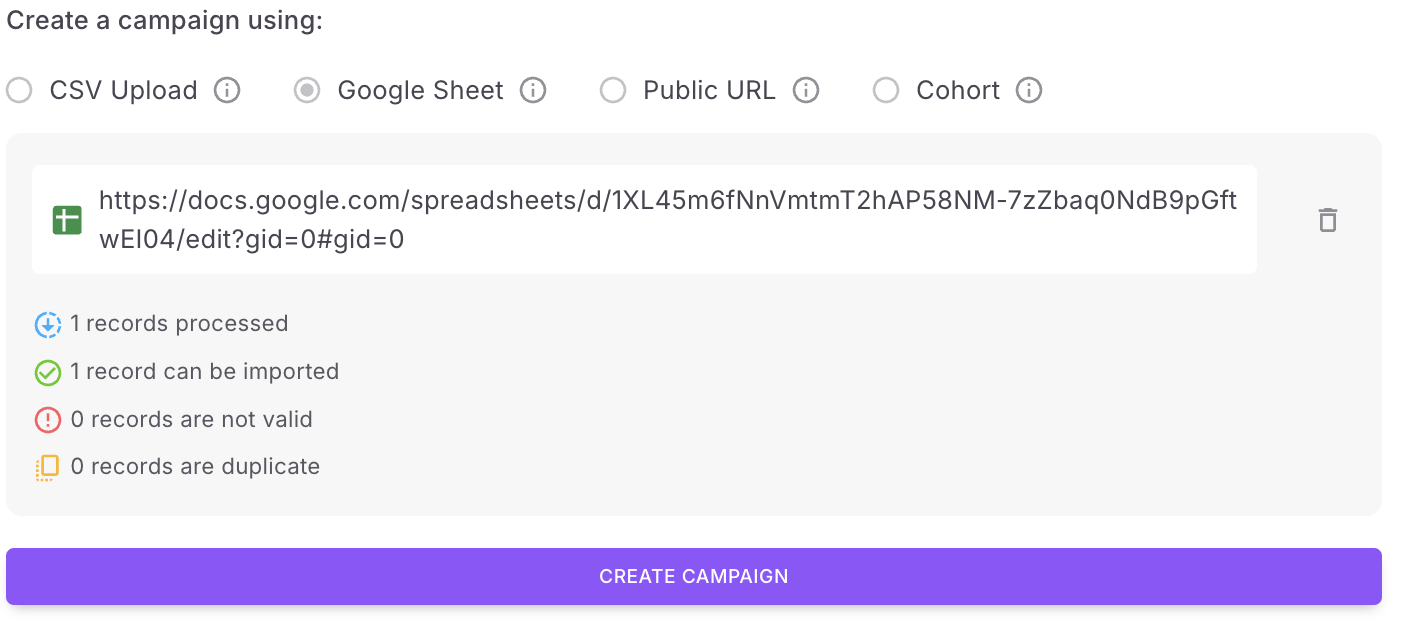 Create a campaign using:
CSV Upload Google Sheet Public URL Cohort
https://docs.google.com/spreadsheets/d/1XL45m6fNnVmtmT2hAP58NM-7zZbaq0NdB9pGft
wEI04/edit?gid=0#gid=0
1 records processed
1 record can be imported
0 records are not valid
0 records are duplicate
CREATE CAMPAIGN